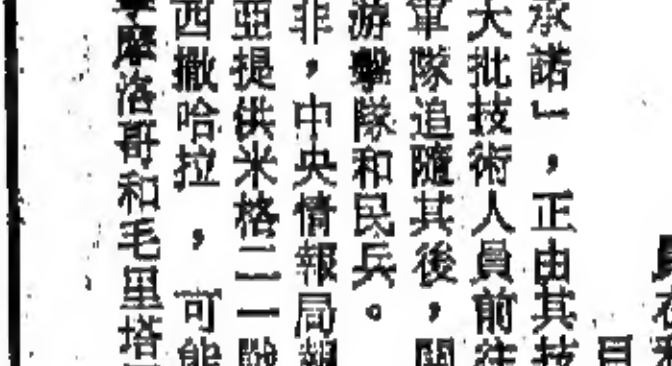 承諾」,正由其技
大批技術人員前往
軍隊追隨其後,
游擊隊和民兵。
非,中央情報局
亞提供米格二一戰
西撒哈拉,可能
摩洛哥和毛里塔